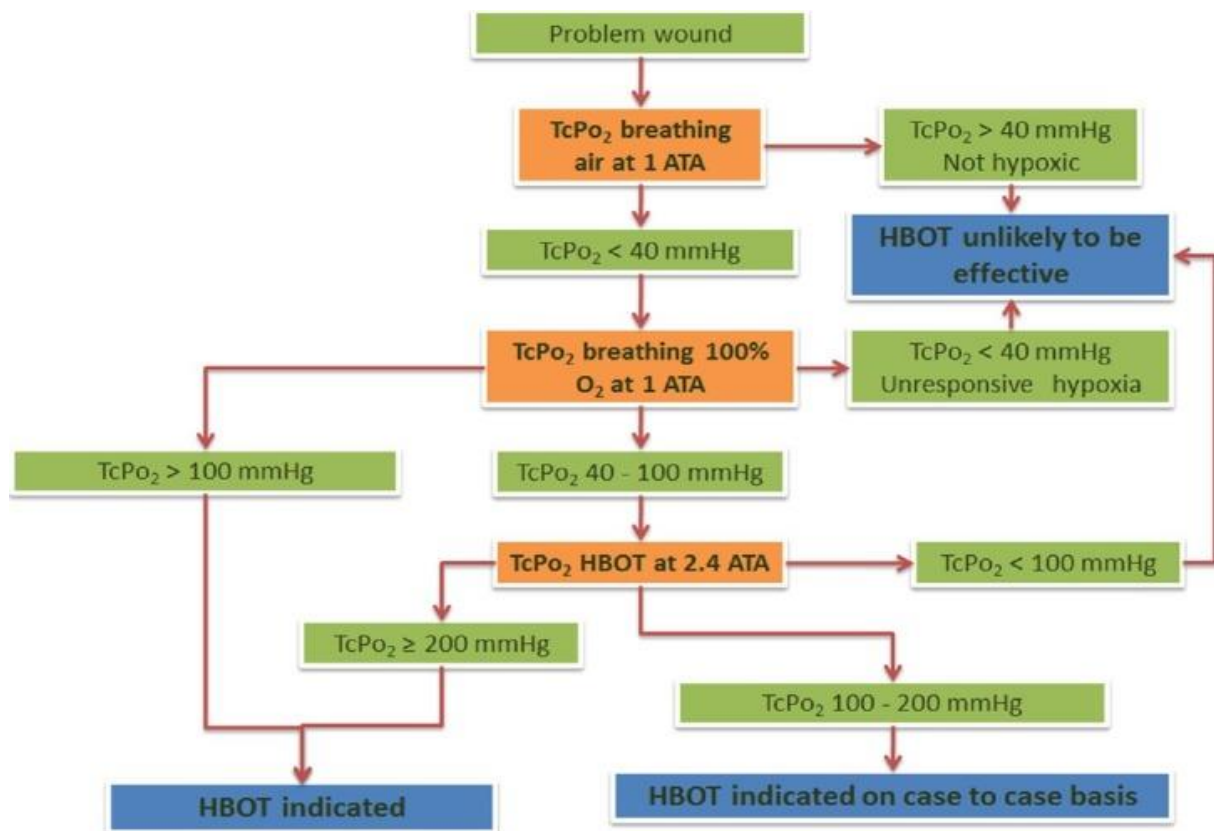 Problem wound
TcPo₂ breathing
air at 1 ATA
TcPo₂ > 40 mmHg
Not hypoxic
TcPo₂ < 40 mmHg
HBOT unlikely to be
effective
TcPo₂ breathing 100%
O₂ at 1 ATA
TcPo₂ < 40 mmHg
Unresponsive hypoxia
TcPo₂ > 100 mmHg
TcPo₂ 40 - 100 mmHg
TcPo₂ HBOT at 2.4 ATA
TcPo₂ < 100 mmHg
TcPo₂ ≥ 200 mmHg
TcPo₂ 100 - 200 mmHg
HBOT indicated
HBOT indicated on case to case basis